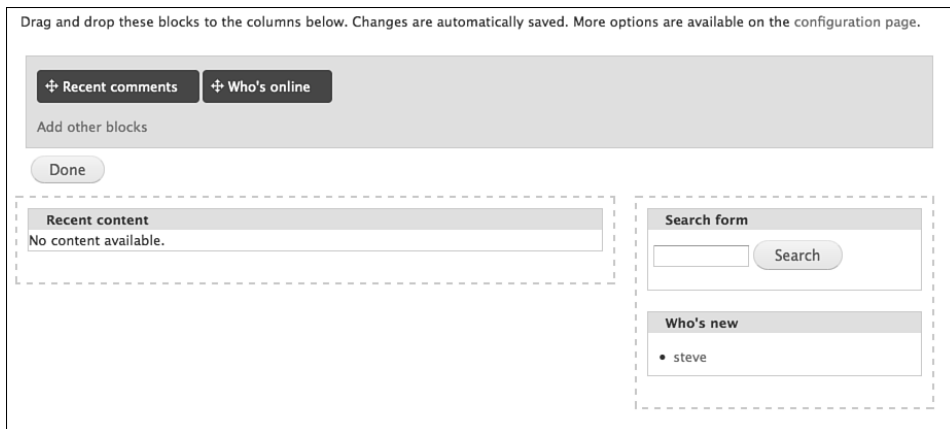 Drag and drop these blocks to the columns below. Changes are automatically saved. More options are available on the configuration page.
Recent comments
Who's online
Add other blocks
Done
Recent content
No content available.
Search form
Search
Who's new
steve